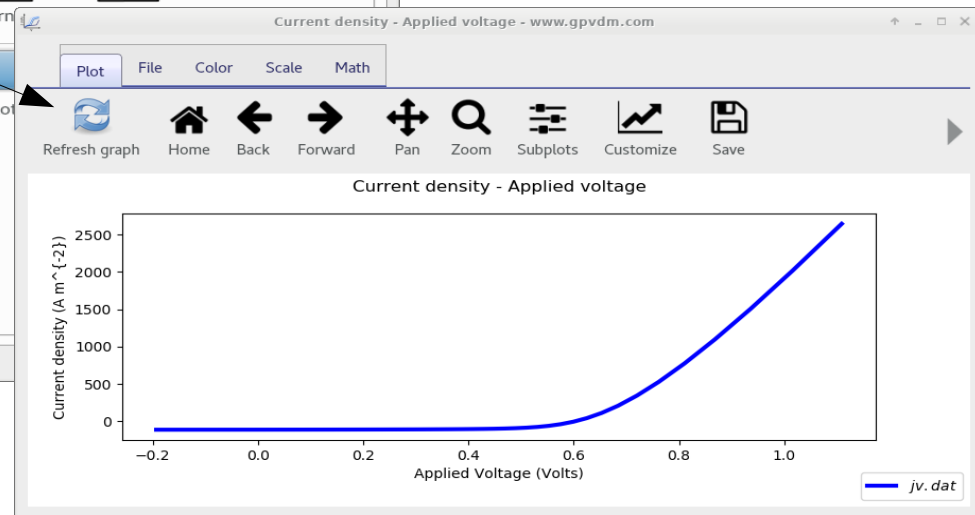 rn
Current density - Applied voltage - www.gpvdm.com
Plot File Color Scale Math
ot
Refresh graph Home Back Forward Pan Zoom Subplots Customize Save
Current density - Applied voltage
Current density (A m^{-2})
2500
2000
1500
1000
500
0
−0.2 0.0 0.2 0.4 0.6 0.8 1.0
Applied Voltage (Volts)
jv.dat